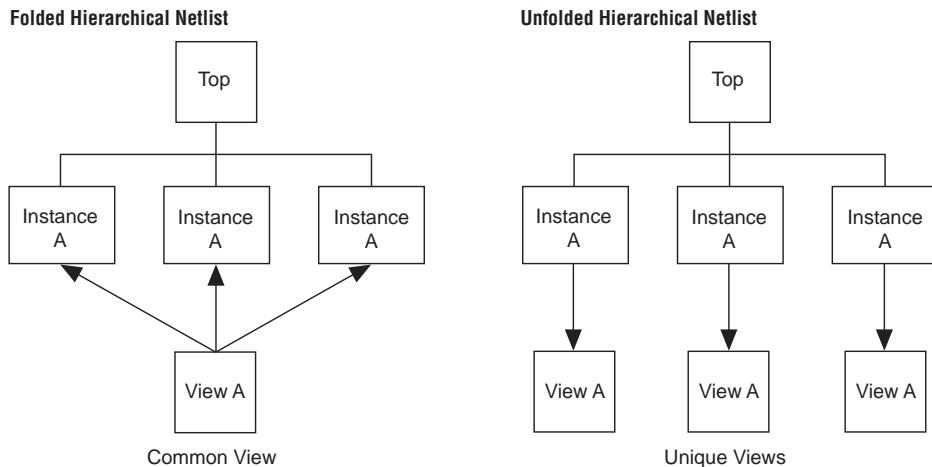 Folded Hierarchical Netlist
Top
Instance
A
Instance
A
Instance
A
View A
Common View
Unfolded Hierarchical Netlist
Top
Instance
A
Instance
A
Instance
A
View A
View A
View A
Unique Views